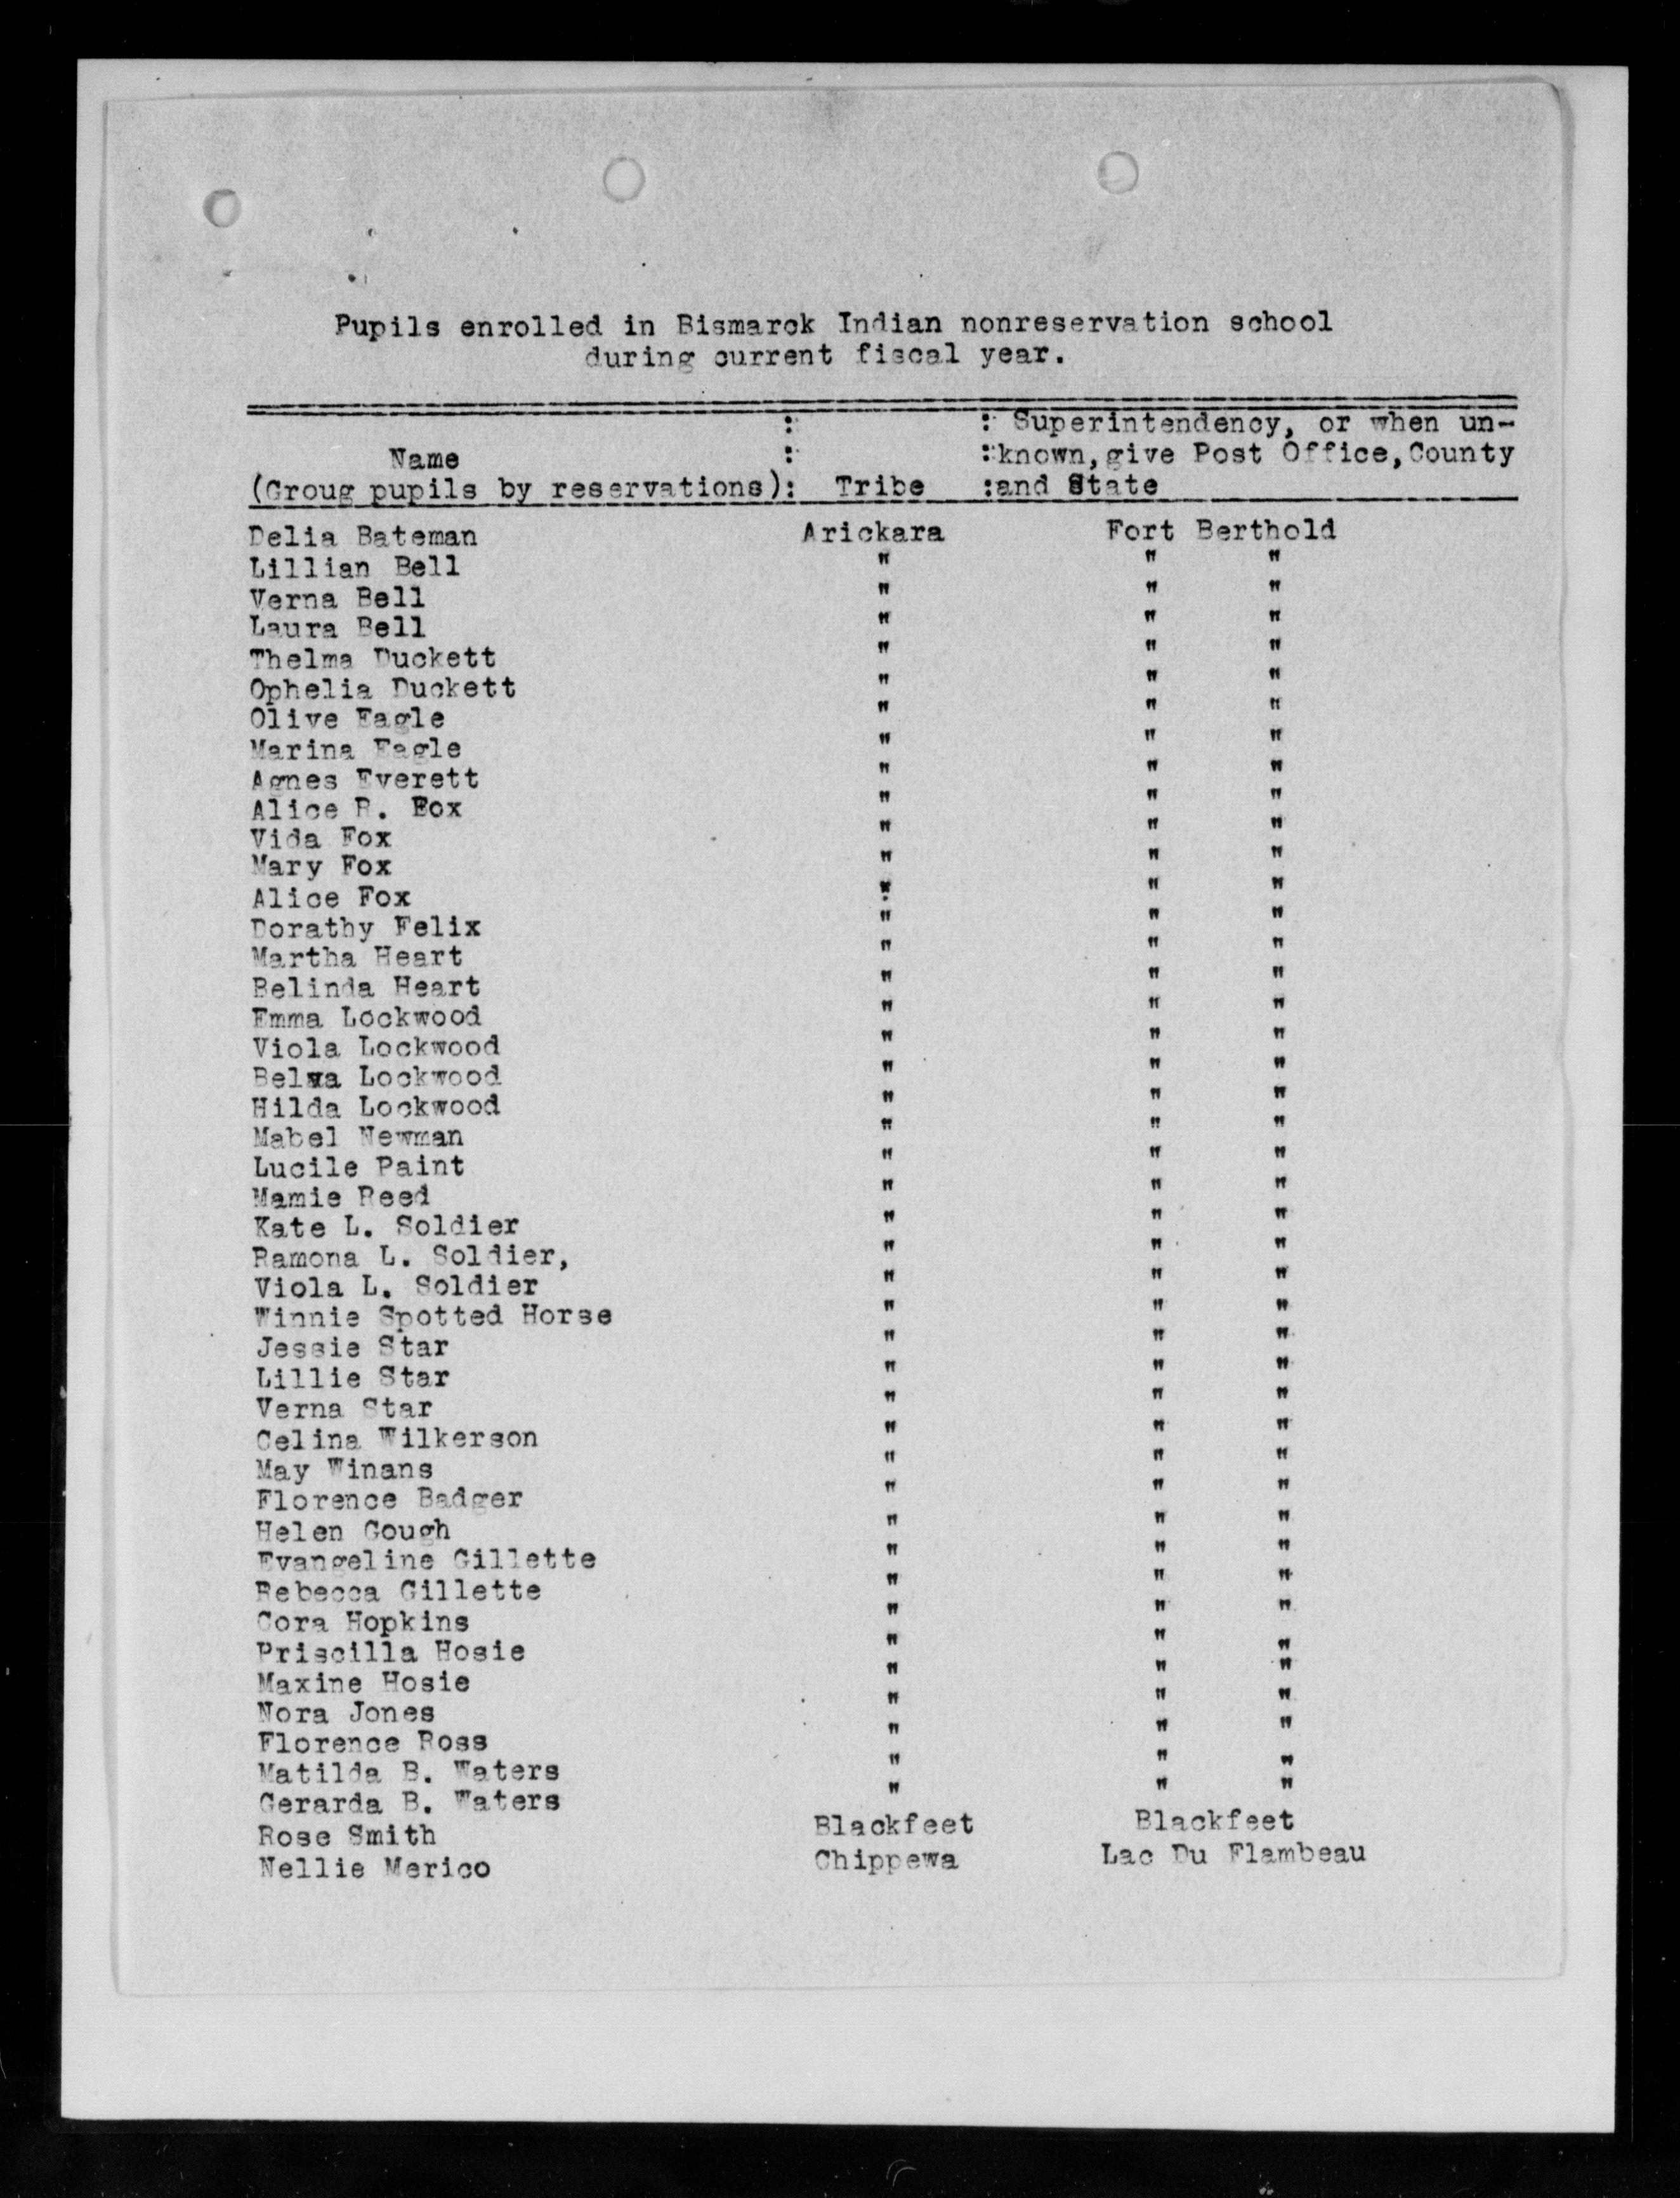 Pupils enrolled in Bismarck Indian nonreservation school
during current fiscal year.
: : Superintendency, or when un-
Name : :known,give Post Office,County
(Groug pupils by reservations): Tribe :and State
Delia Bateman Arickara Fort Berthold
Lillian Bell " " "
Verna Bell " " "
Laura Bell " " "
Thelma Duckett " " "
Ophelia Duckett " " "
Olive Eagle " " "
Marina Eagle " " "
Agnes Everett " " "
Alice R. Fox " " "
Vida Fox " " "
Mary Fox " " "
Alice Fox " " "
Dorathy Felix " " "
Martha Heart " " "
Belinda Heart " " "
Emma Lockwood " " "
Viola Lockwood " " "
Belva Lockwood " " "
Hilda Lockwood " " "
Mabel Newman " " "
Lucile Paint " " "
Mamie Reed " " "
Kate L. Soldier " " "
Ramona L. Soldier, " " "
Viola L. Soldier " " "
Winnie Spotted Horse " " "
Jessie Star " " "
Lillie Star " " "
Verna Star " " "
Celina Wilkerson " " "
May Winans " " "
Florence Badger " " "
Helen Gough " " "
Evangeline Gillette " " "
Rebecca Gillette " " "
Cora Hopkins " " "
Priscilla Hosie " " "
Maxine Hosie " " "
Nora Jones " " "
Florence Ross " " "
Matilda B. Waters " " "
Gerarda B. Waters " " "
Rose Smith Blackfeet Blackfeet
Nellie Merico Chippewa Lac Du Flambeau